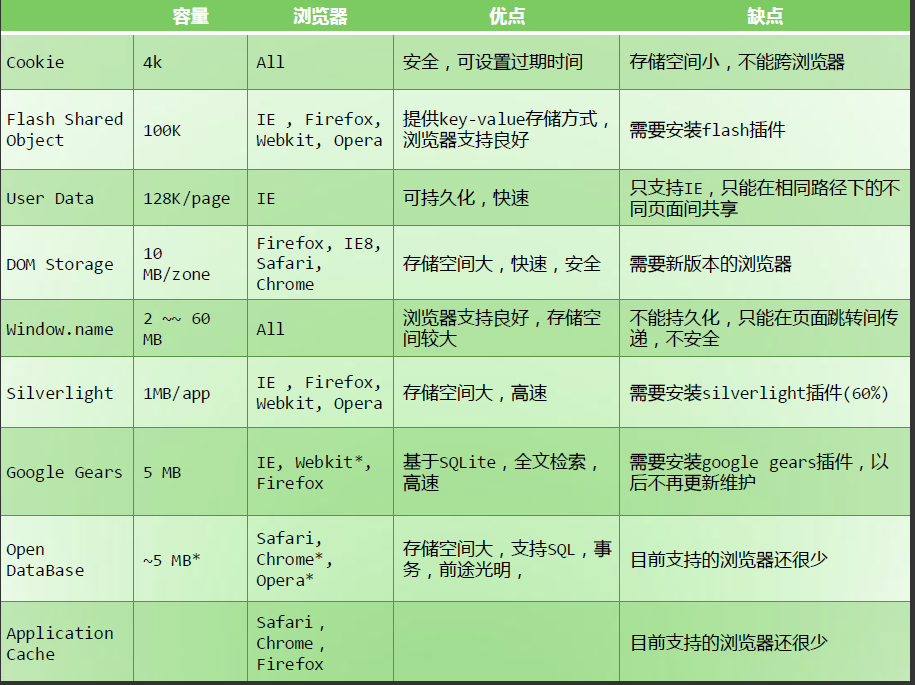 容量 浏览器 优点 缺点
Cookie 4k All 安全，可设置过期时间 存储空间小，不能跨浏览器
Flash Shared
Object
100K
IE , Firefox,
Webkit, Opera
提供key-value存储方式，
浏览器支持良好
需要安装flash插件
User Data 128K/page IE 可持久化，快速
只支持IE，只能在相同路径下的不
同页面间共享
DOM Storage
10
MB/zone
Firefox, IE8,
Safari,
Chrome
存储空间大，快速，安全
需要新版本的浏览器
Window.name
2 ~~ 60
MB
All
浏览器支持良好，存储空
间较大
不能持久化，只能在页面跳转间传
递，不安全
Silverlight
1MB/app
IE , Firefox,
Webkit, Opera
存储空间大，高速
需要安装silverlight插件(60%)
Google Gears
5 MB
IE, Webkit*,
Firefox
基于SQLite，全文检索，
高速
需要安装google gears插件，以
后不再更新维护
Open
DataBase
~5 MB*
Safari,
Chrome*,
Opera*
存储空间大，支持SQL，事
务，前途光明，
目前支持的浏览器还很少
Application
Cache
Safari，
Chrome，
Firefox
目前支持的浏览器还很少